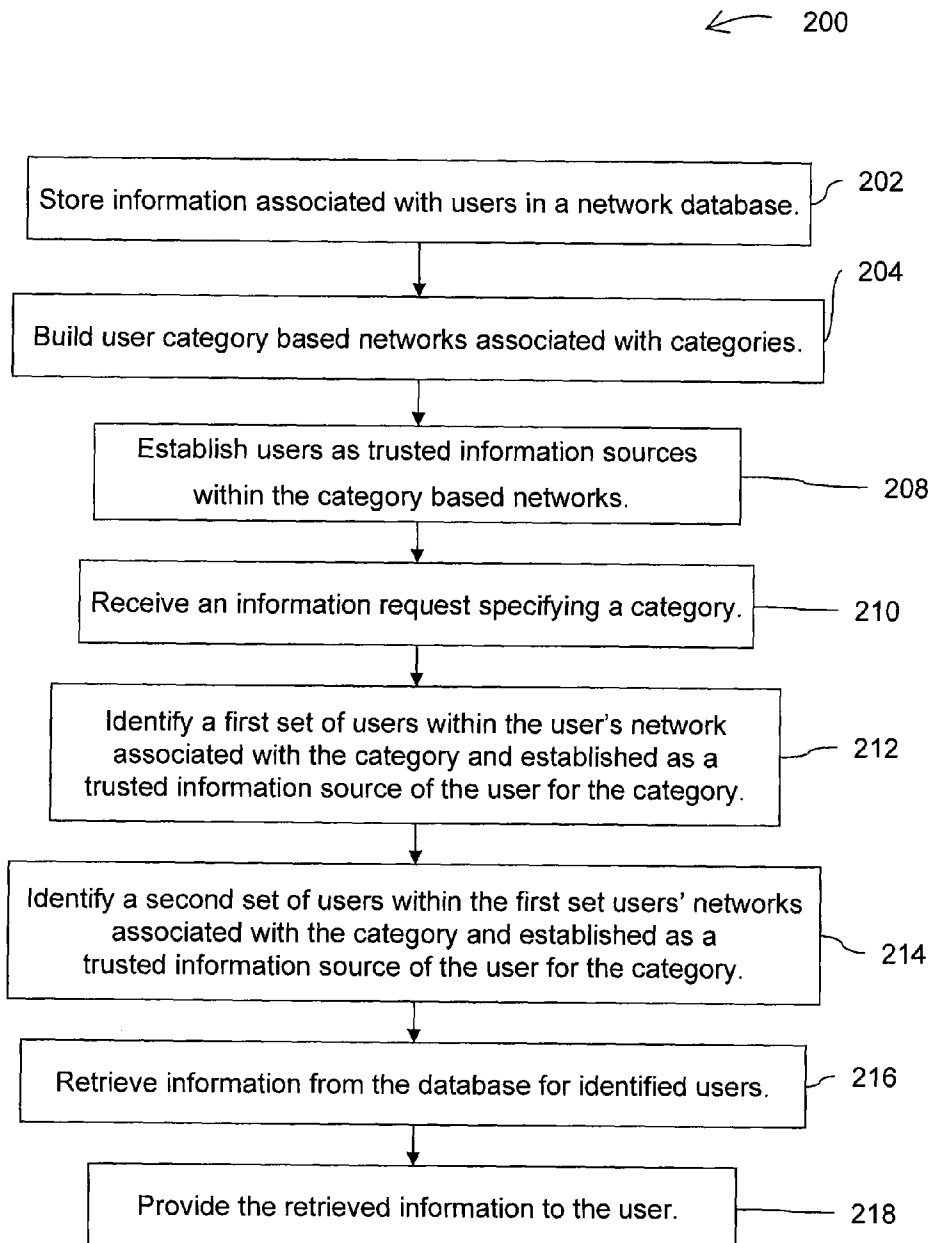 200
Store information associated with users in a network database.
202
Build user category based networks associated with categories.
204
Establish users as trusted information sources
within the category based networks.
208
Receive an information request specifying a category.
210
Identify a first set of users within the user's network
associated with the category and established as a
trusted information source of the user for the category.
212
Identify a second set of users within the first set users' networks
associated with the category and established as a
trusted information source of the user for the category.
214
Retrieve information from the database for identified users.
216
Provide the retrieved information to the user.
218